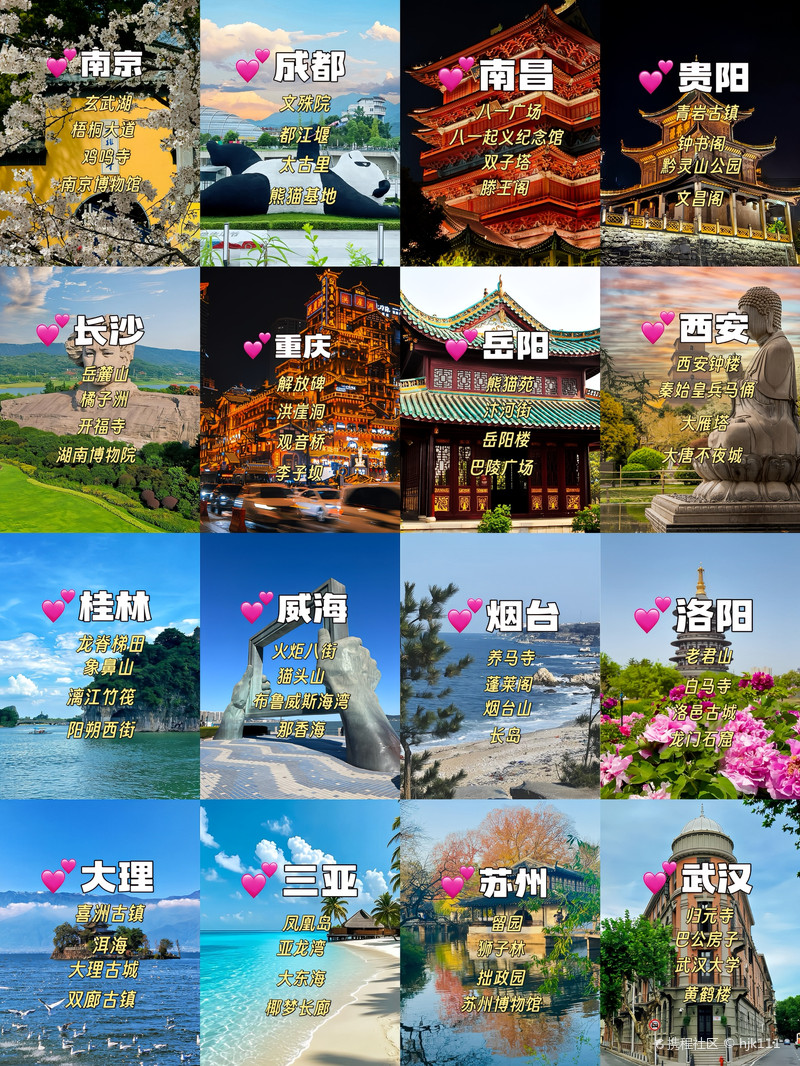 南京
玄武湖
梧桐大道
鸡鸣寺
南京博物馆
成都
文殊院
都江堰
太古里
熊猫基地
南昌
八一广场
八一起义纪念馆
双子塔
滕王阁
贵阳
青岩古镇
钟书阁
黔灵山公园
文昌阁
长沙
岳麓山
橘子洲
开福寺
湖南博物院
重庆
解放碑
洪崖洞
观音桥
李子坝
岳阳
熊猫苑
汴河街
岳阳楼
巴陵广场
西安
西安钟楼
秦始皇兵马俑
大雁塔
大唐不夜城
桂林
龙脊梯田
象鼻山
漓江竹筏
阳朔西街
威海
火炬八街
猫头山
布鲁威斯海湾
那香海
烟台
养马寺
蓬莱阁
烟台山
长岛
洛阳
老君山
白马寺
洛邑古城
龙门石窟
大理
喜洲古镇
洱海
大理古城
双廊古镇
三亚
凤凰岛
亚龙湾
大东海
椰梦长廊
苏州
留园
狮子林
拙政园
苏州博物馆
武汉
归元寺
巴公房子
武汉大学
黄鹤楼
携程社区 © hjk111